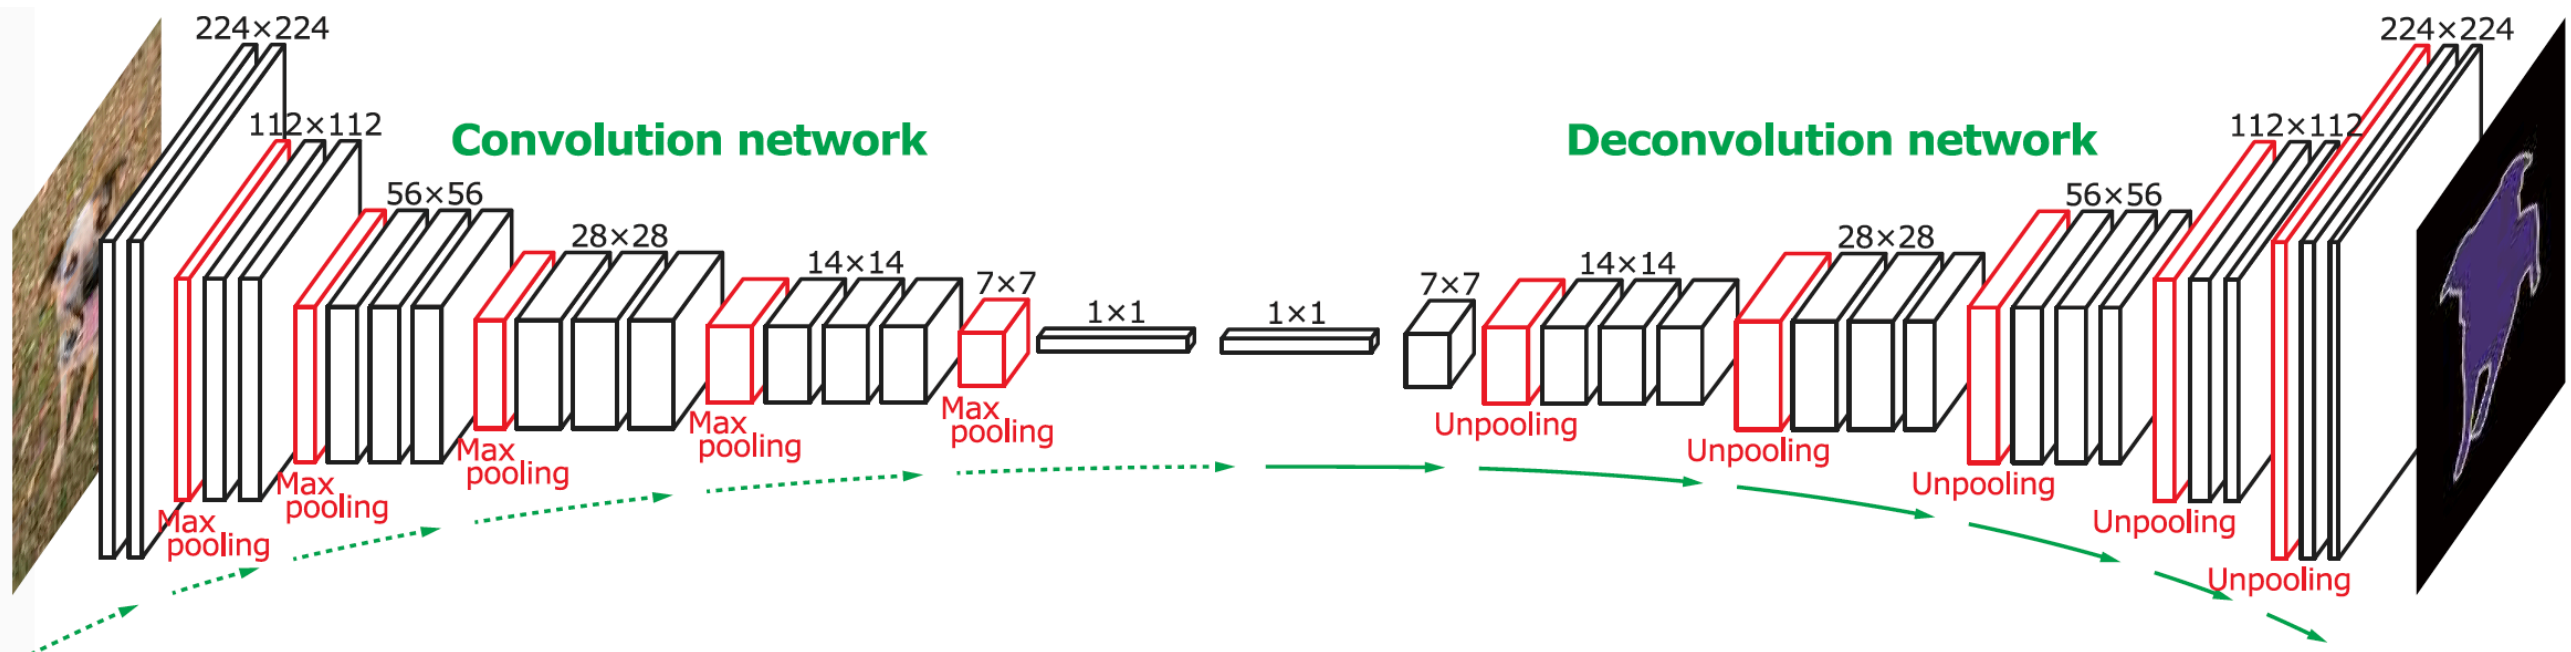 224×224
112×112
Convolution network
56×56
28×28
14×14
7×7
1×1
Max
pooling
Max
pooling
Max
pooling
Max
pooling
Max
pooling
224×224
112×112
Deconvolution network
56×56
28×28
14×14
7×7
1×1
Unpooling
Unpooling
Unpooling
Unpooling
Unpooling